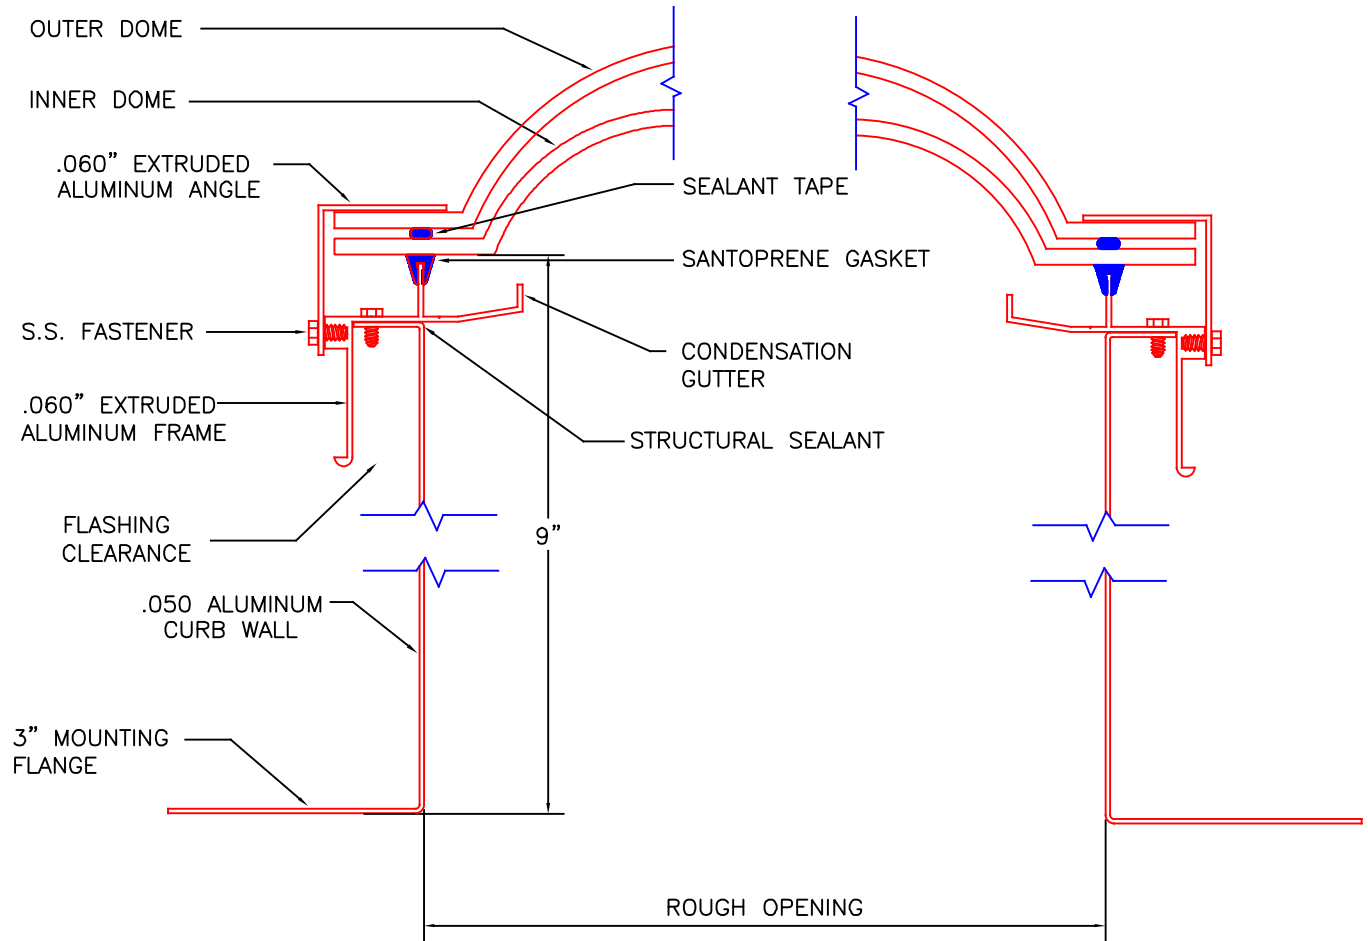 OUTER DOME
INNER DOME
.060” EXTRUDED
ALUMINUM ANGLE
SEALANT TAPE
SANTOPRENE GASKET
S.S. FASTENER
CONDENSATION
GUTTER
.060” EXTRUDED
ALUMINUM FRAME
STRUCTURAL SEALANT
FLASHING
CLEARANCE
9”
.050 ALUMINUM
CURB WALL
3” MOUNTING
FLANGE
ROUGH OPENING